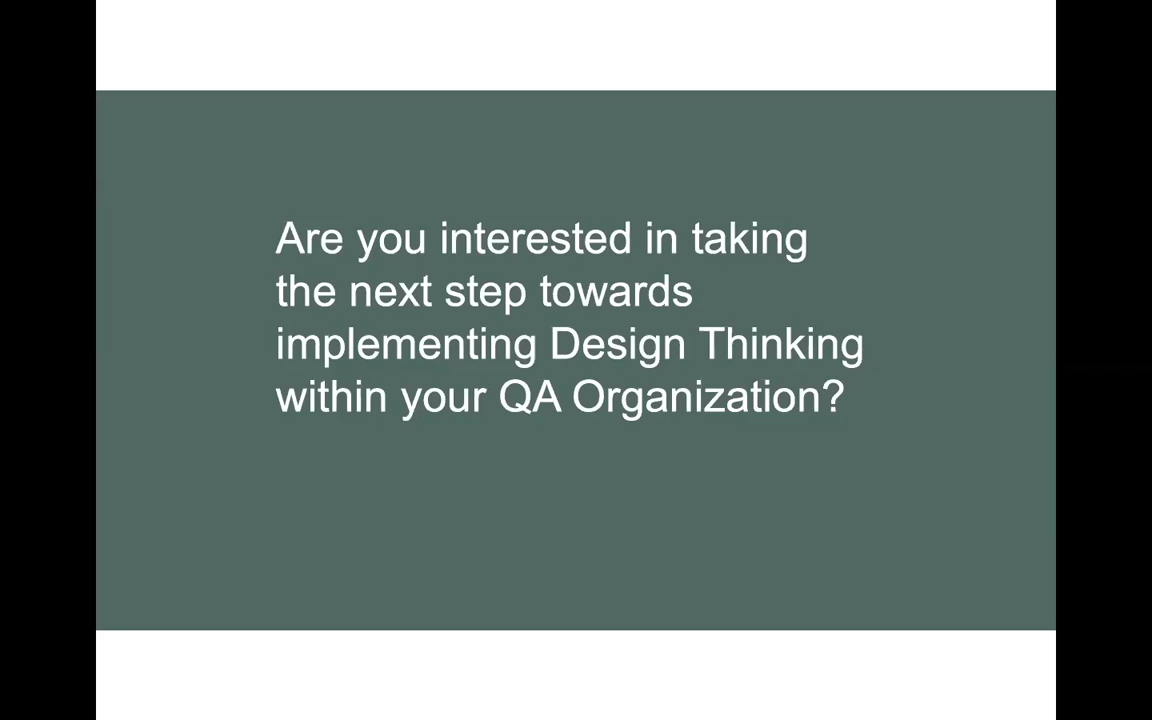 Are you interested in taking
the next step towards
implementing Design Thinking
within your QA Organization?